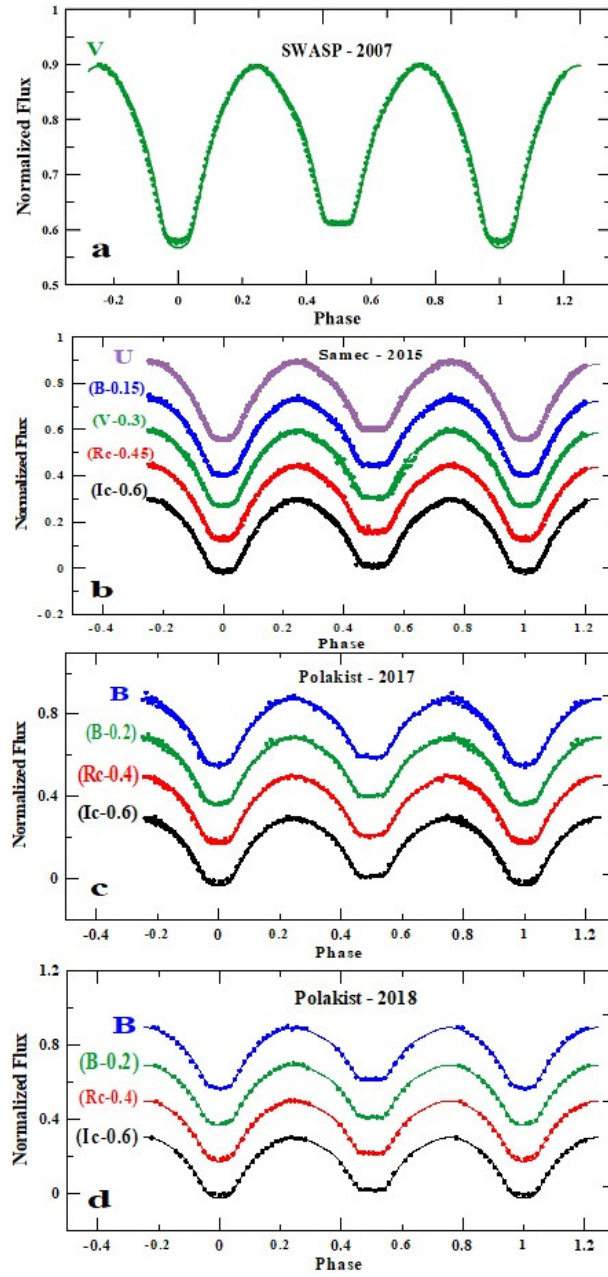 1
V
SWASP - 2007
0.9
0.8
Normalized Flux
0.7
0.6
a
0.5
-0.2 0 0.2 0.4 0.6 0.8 1 1.2
Phase
1
U
Samec - 2015
0.8
(B-0.15)
0.6
(V-0.3)
Normalized Flux
(Rc-0.45)
0.4
(Ic-0.6)
0.2
0
b
-0.2
-0.4 -0.2 0 0.2 0.4 0.6 0.8 1 1.2
Phase
B
Polakist - 2017
0.8
(B-0.2)
Normalized Flux
(Rc-0.4)
0.4
(Ic-0.6)
0
c
-0.4 -0.2 0 0.2 0.4 0.6 0.8 1 1.2
Phase
1.2
Polakist - 2018
B
0.8
(B-0.2)
Normalized Flux
(Rc-0.4)
0.4
(Ic-0.6)
0
d
-0.4 -0.2 0 0.2 0.4 0.6 0.8 1 1.2
Phase